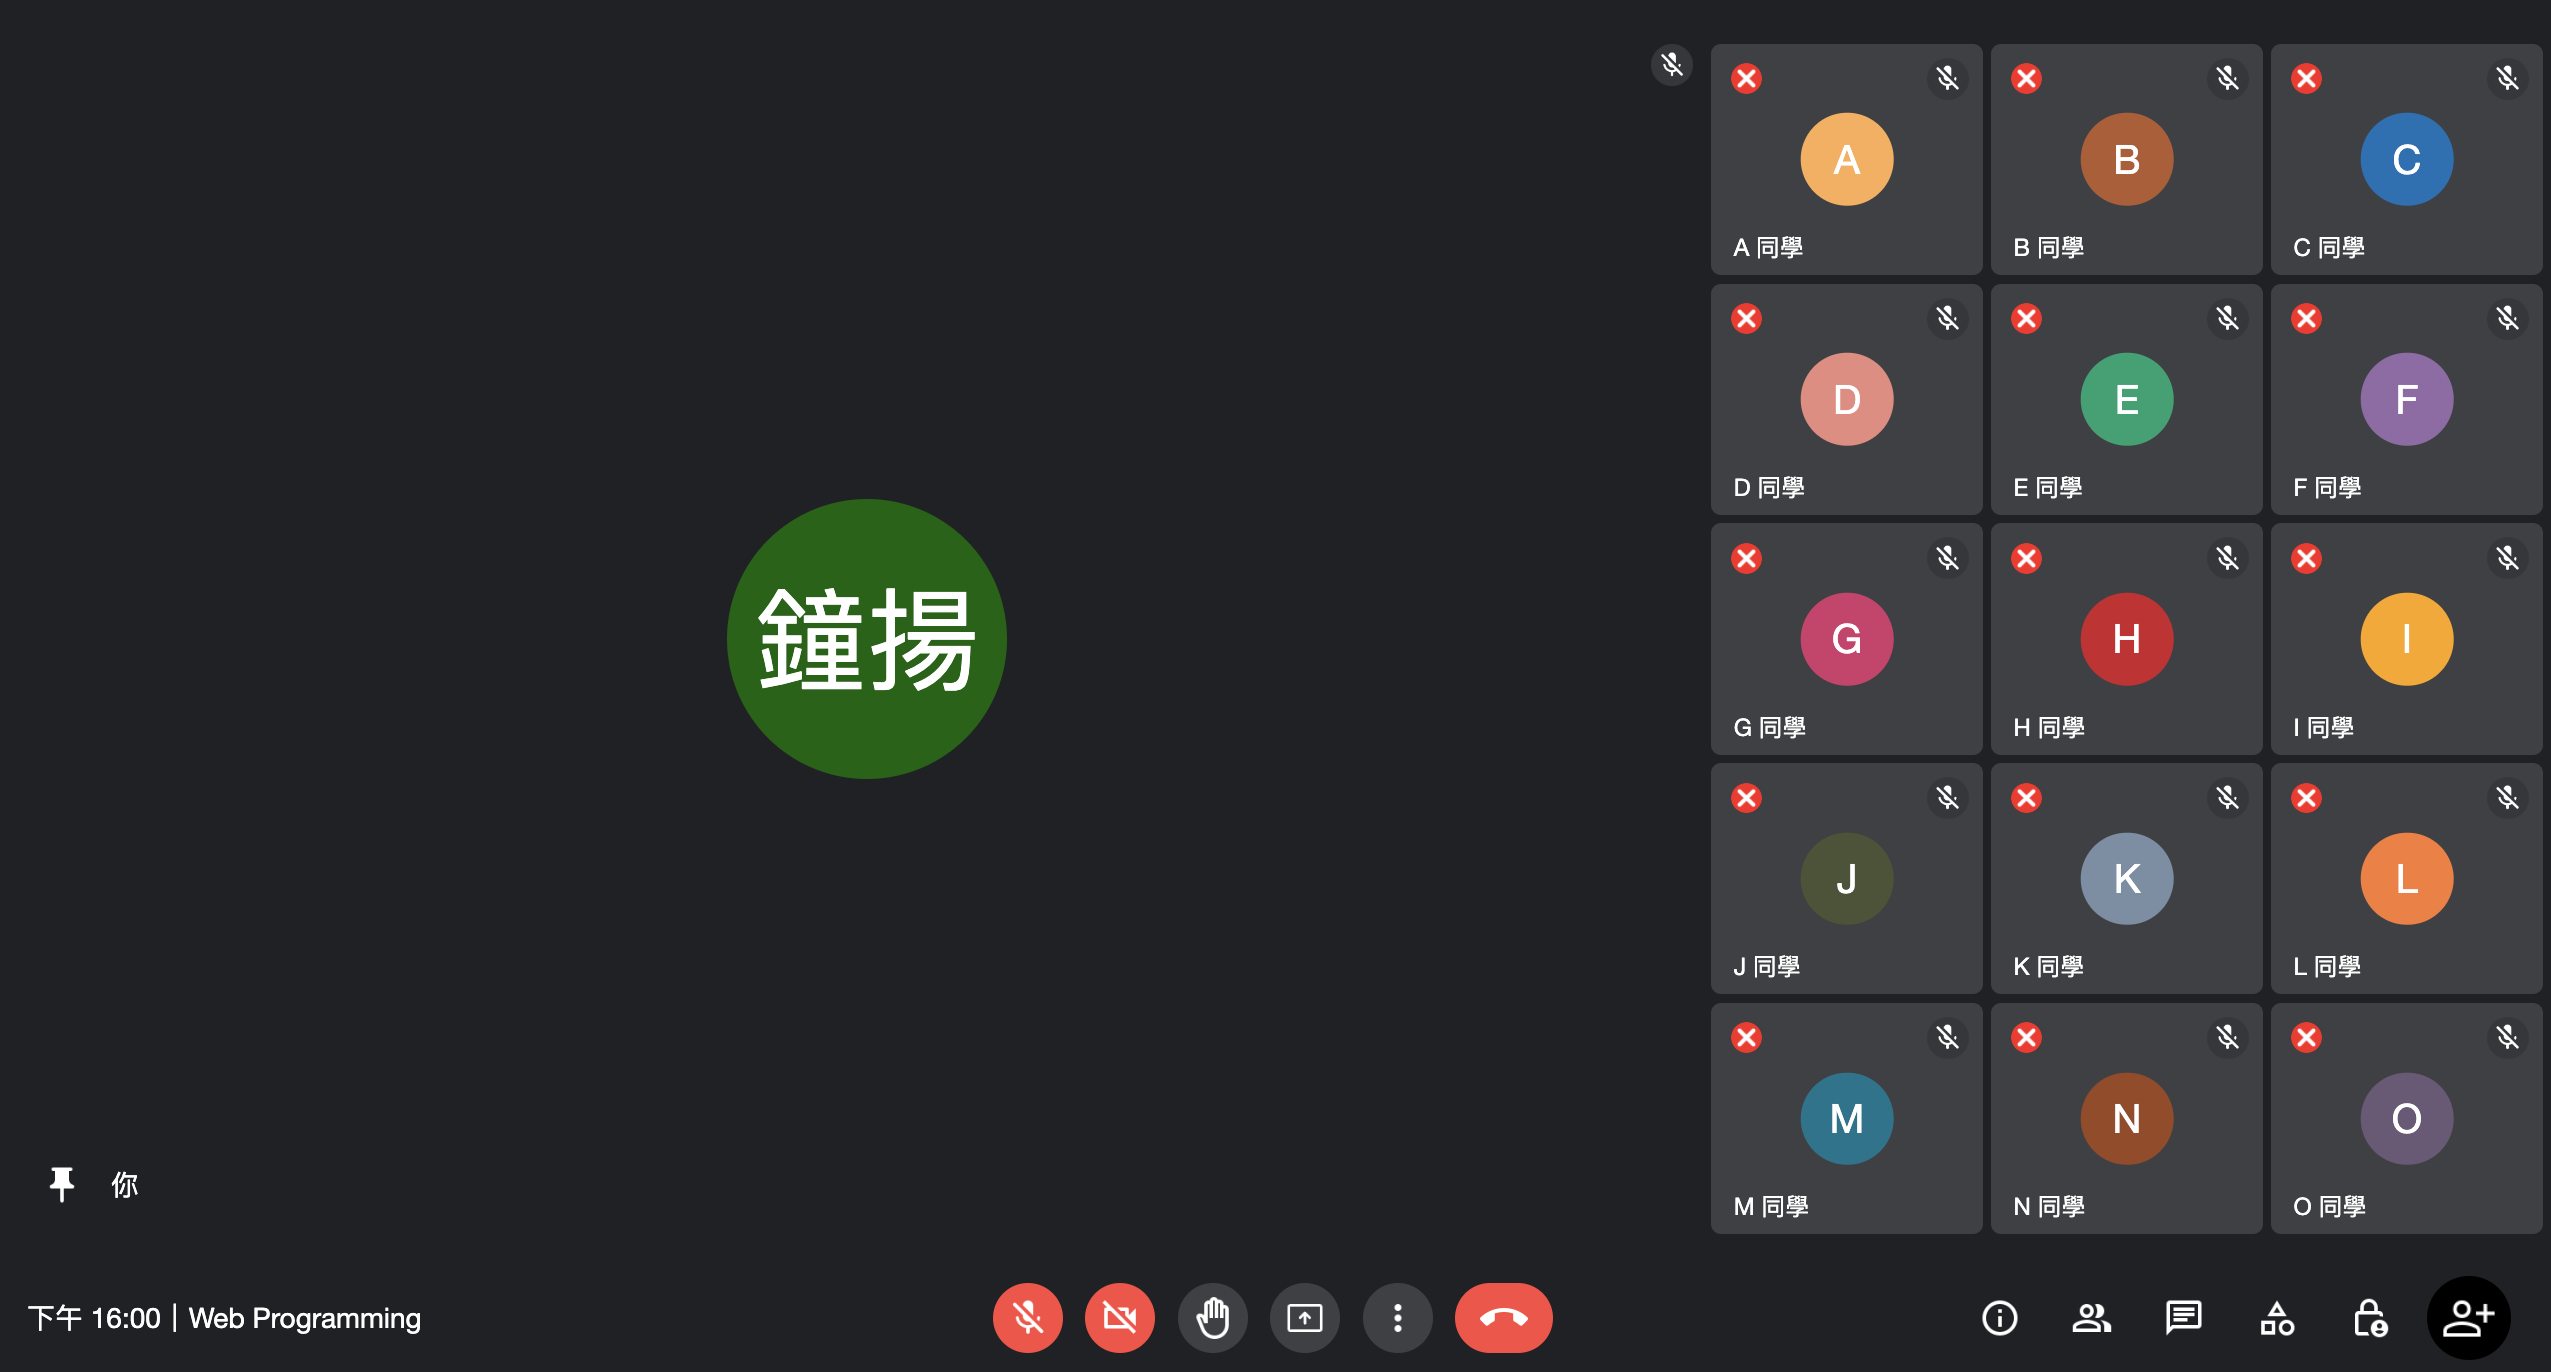 鐘揚
你
A
A 同學
B
B 同學
C
C 同學
D
D 同學
E
E 同學
F
F 同學
G
G 同學
H
H 同學
I
I 同學
J
J 同學
K
K 同學
L
L 同學
M
M 同學
N
N 同學
O
O 同學
下午 16:00｜Web Programming